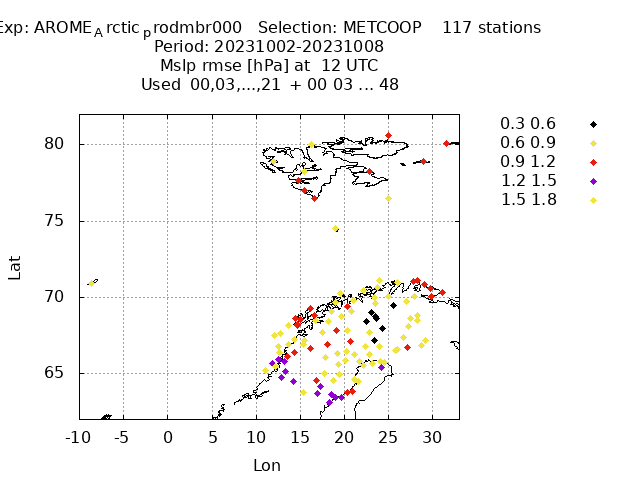 Exp: AROME_Arctic_prodmbr000 Selection: METCOOP 117 stations
Period: 20231002-20231008
Mslp rmse [hPa] at 12 UTC
Used 00,03,...,21 + 00 03 ... 48
0.3 0.6
0.6 0.9
0.9 1.2
1.2 1.5
1.5 1.8
80
75
70
65
Lat
-10 -5 0 5 10 15 20 25 30
Lon